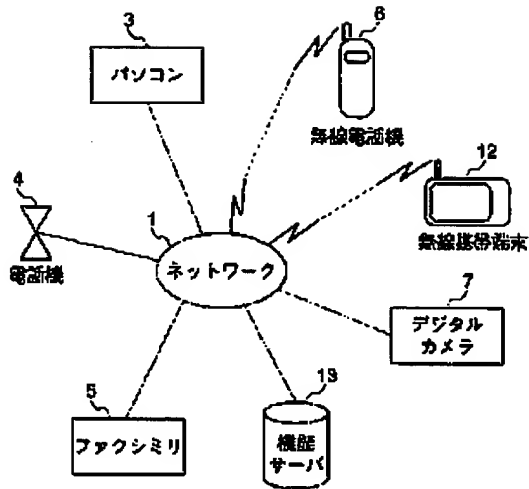 3
パソコン
6
無線電話機
12
無線携帯端末
4
電話機
1
ネットワーク
7
デジタル
カメラ
5
ファクシミリ
13
サーバ